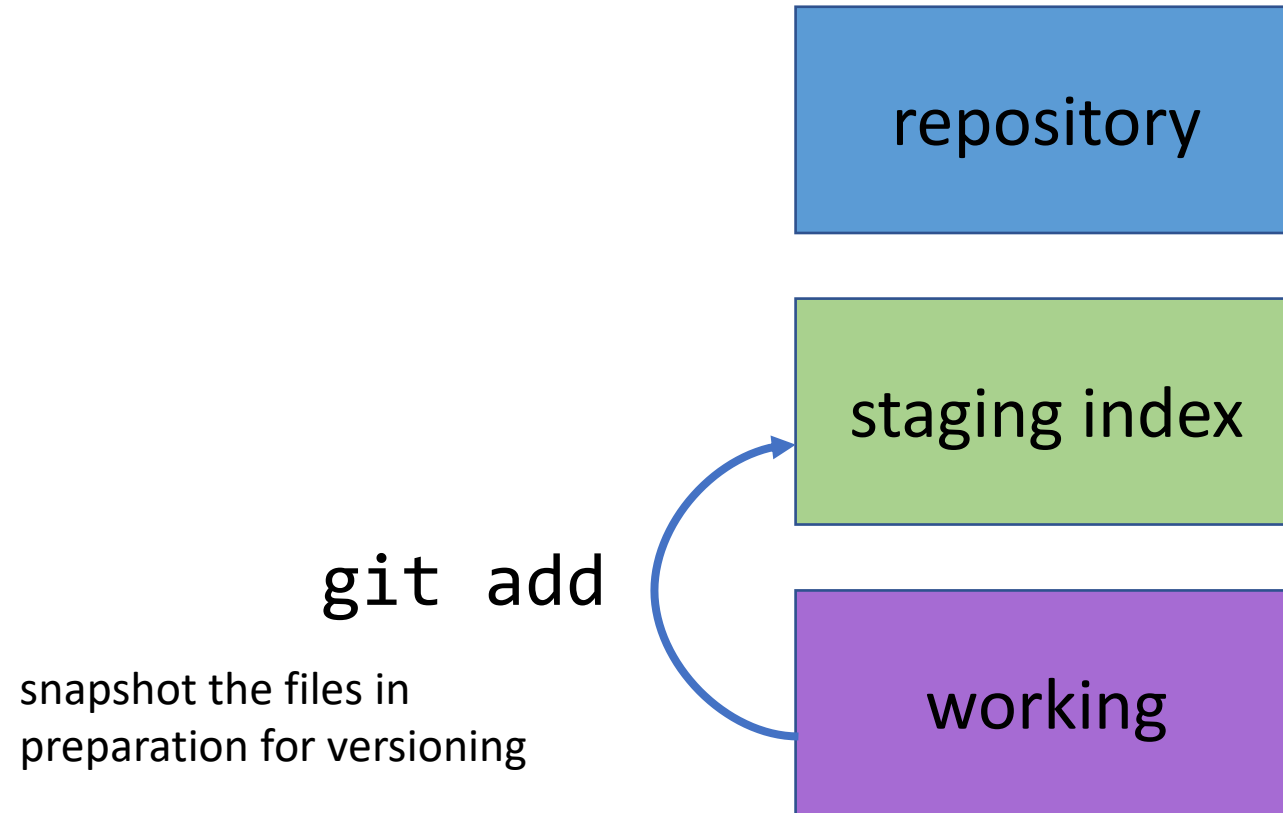 repository
staging index
git add
snapshot the files in
preparation for versioning
working